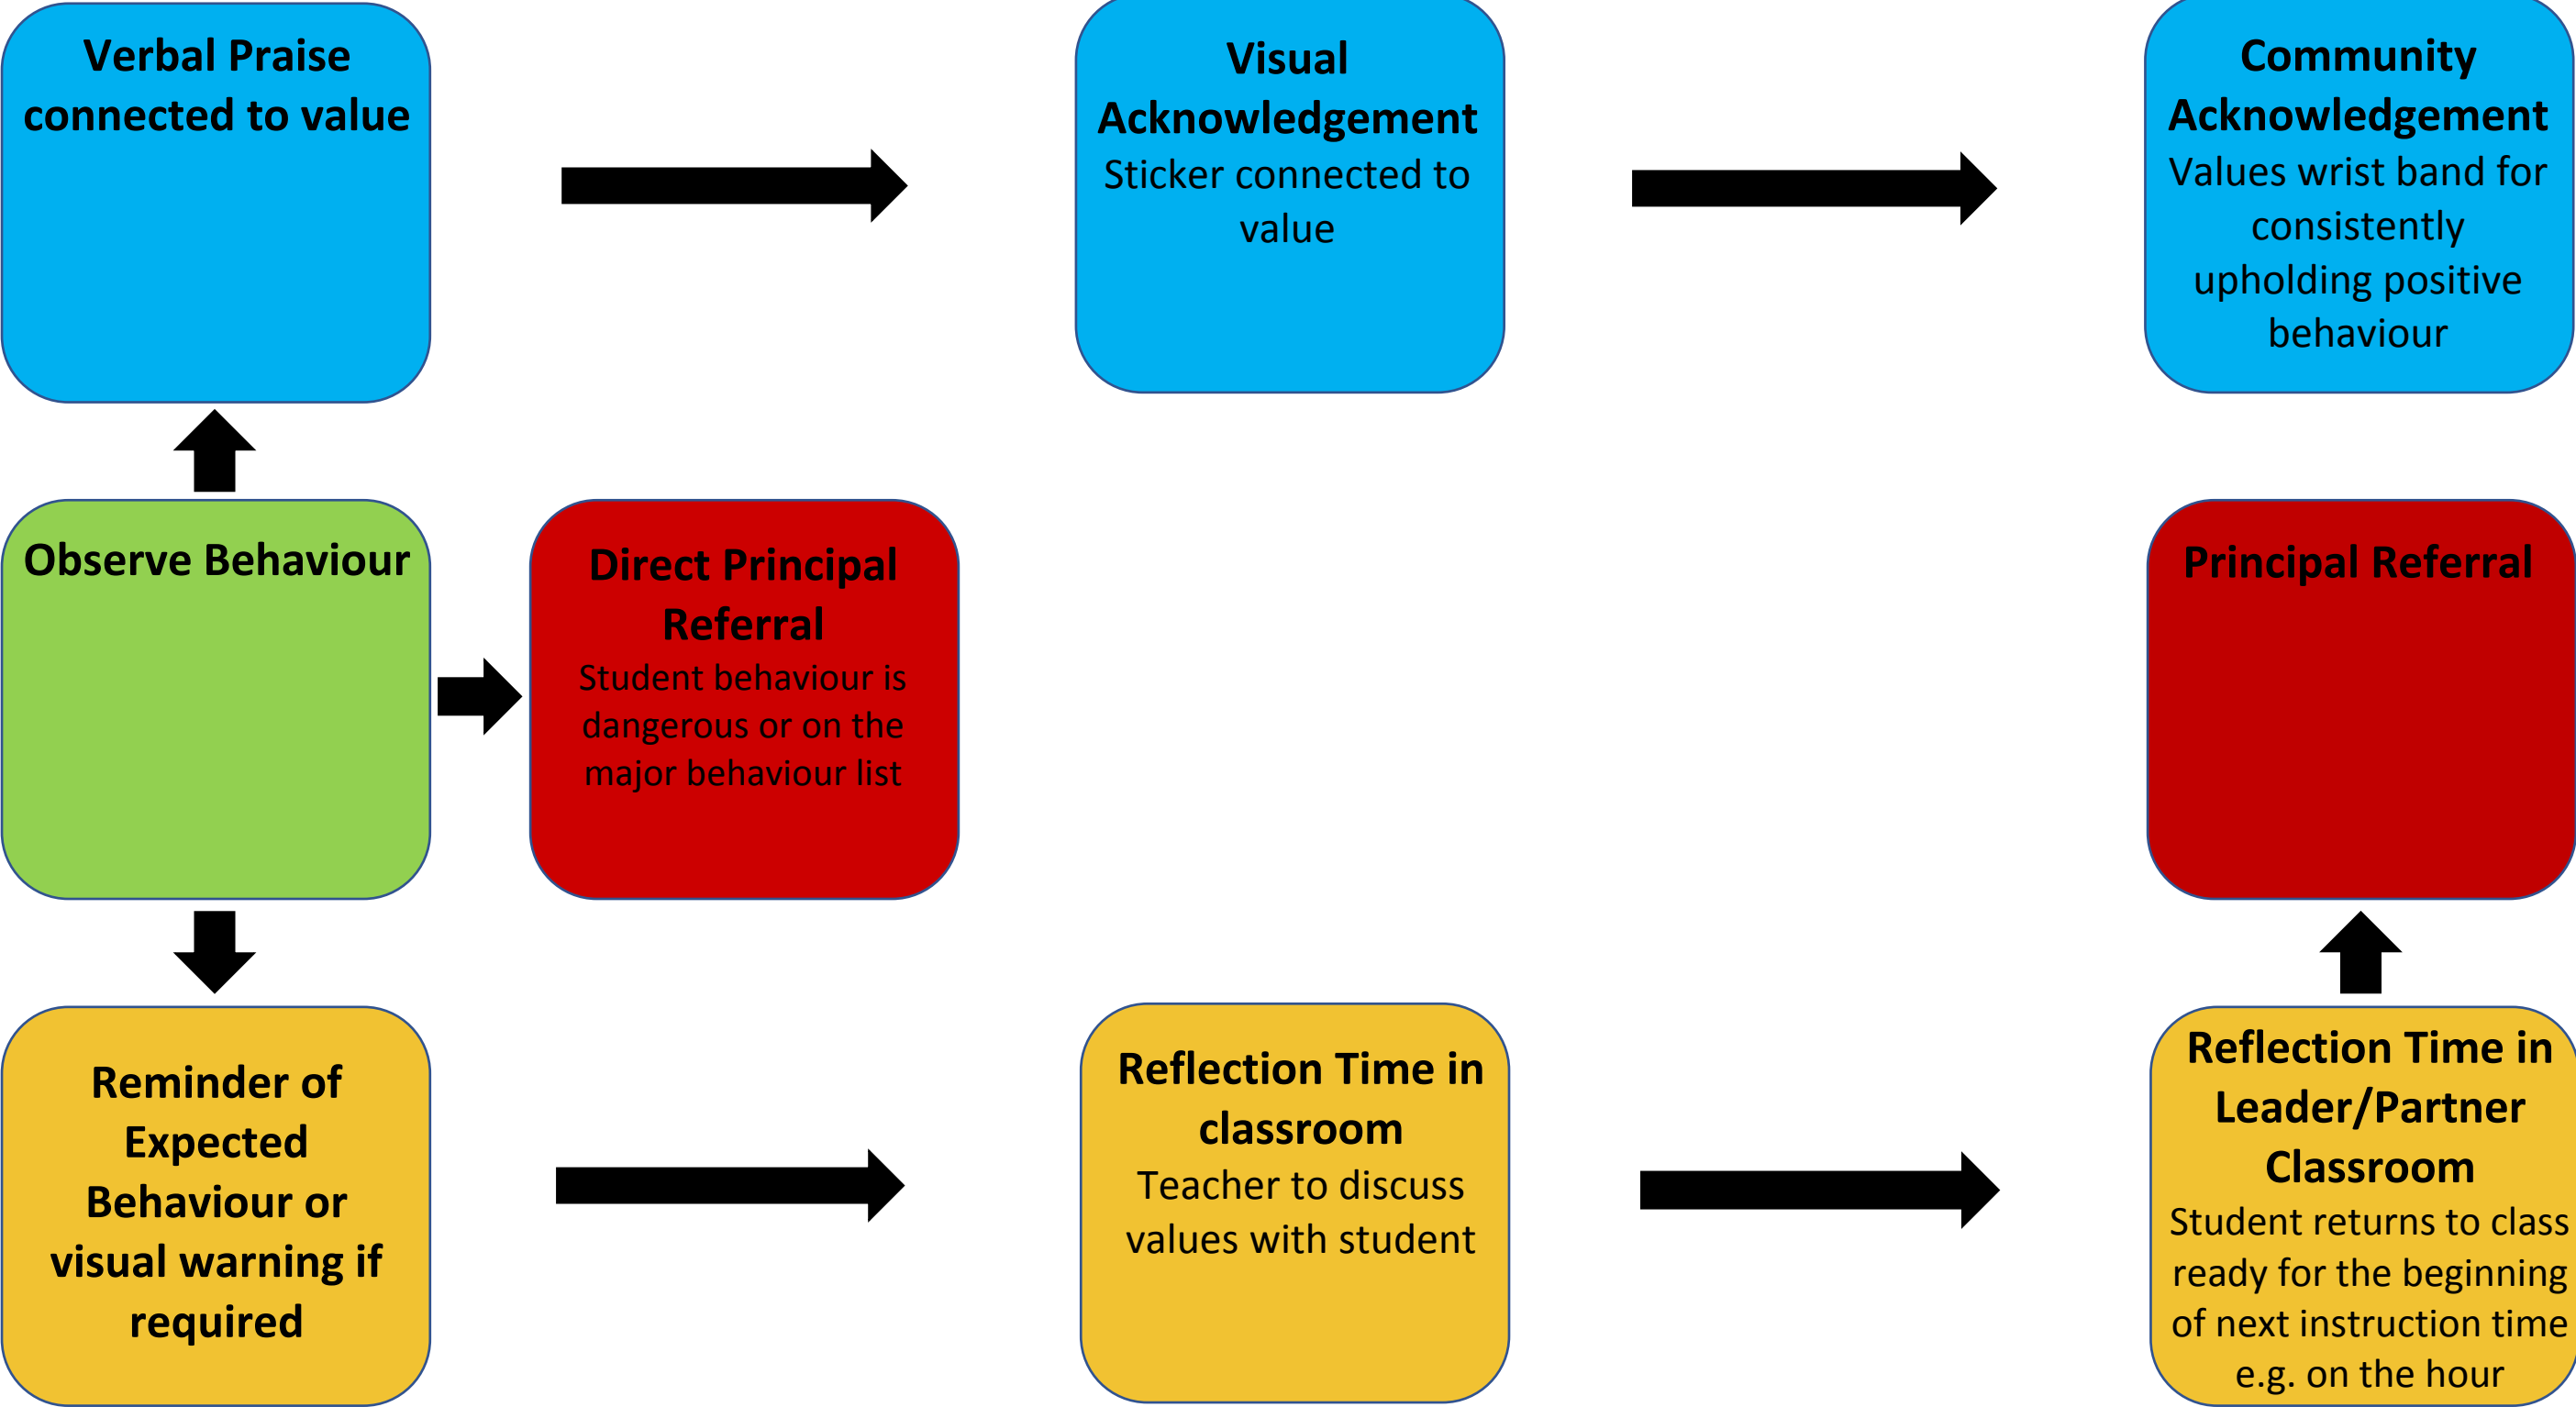 Verbal Praise
connected to value
Visual
Acknowledgement
Sticker connected to
value
Community
Acknowledgement
Values wrist band for
consistently
upholding positive
behaviour
Observe Behaviour
Direct Principal
Referral
Student behaviour is
dangerous or on the
major behaviour list
Principal Referral
Reminder of
Expected
Behaviour or
visual warning if
required
Reflection Time in
classroom
Teacher to discuss
values with student
Reflection Time in
Leader/Partner
Classroom
Student returns to class
ready for the beginning
of next instruction time
e.g. on the hour